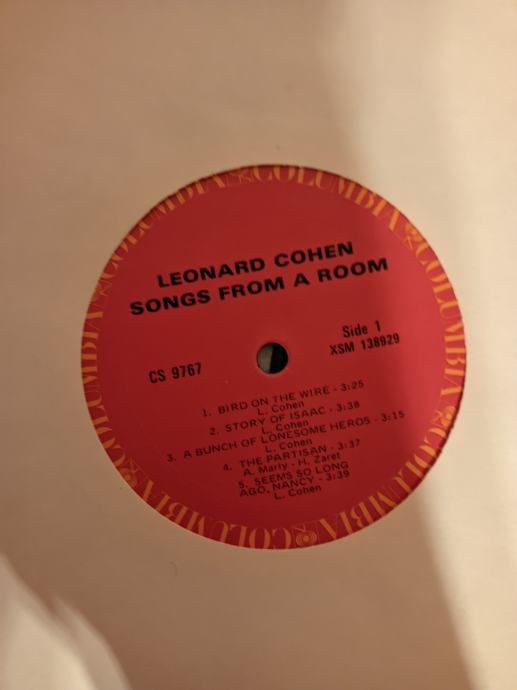 COLUMBIA COLUMBIA COLUMBIA COLUMBIA COLUMBIA COLUMBIA
LEONARD COHEN
SONGS FROM A ROOM
Side 1
CS 9767
XSM 138929
1. BIRD ON THE WIRE - 3:25
L. Cohen
2. STORY OF ISAAC - 3:38
L. Cohen
3. A BUNCH OF LONESOME HEROS - 3:15
L. Cohen
4. THE PARTISAN - 3:37
A. Marly - H. Zaret
5. SEEMS SO LONG
AGO, NANCY - 3:39
L. Cohen